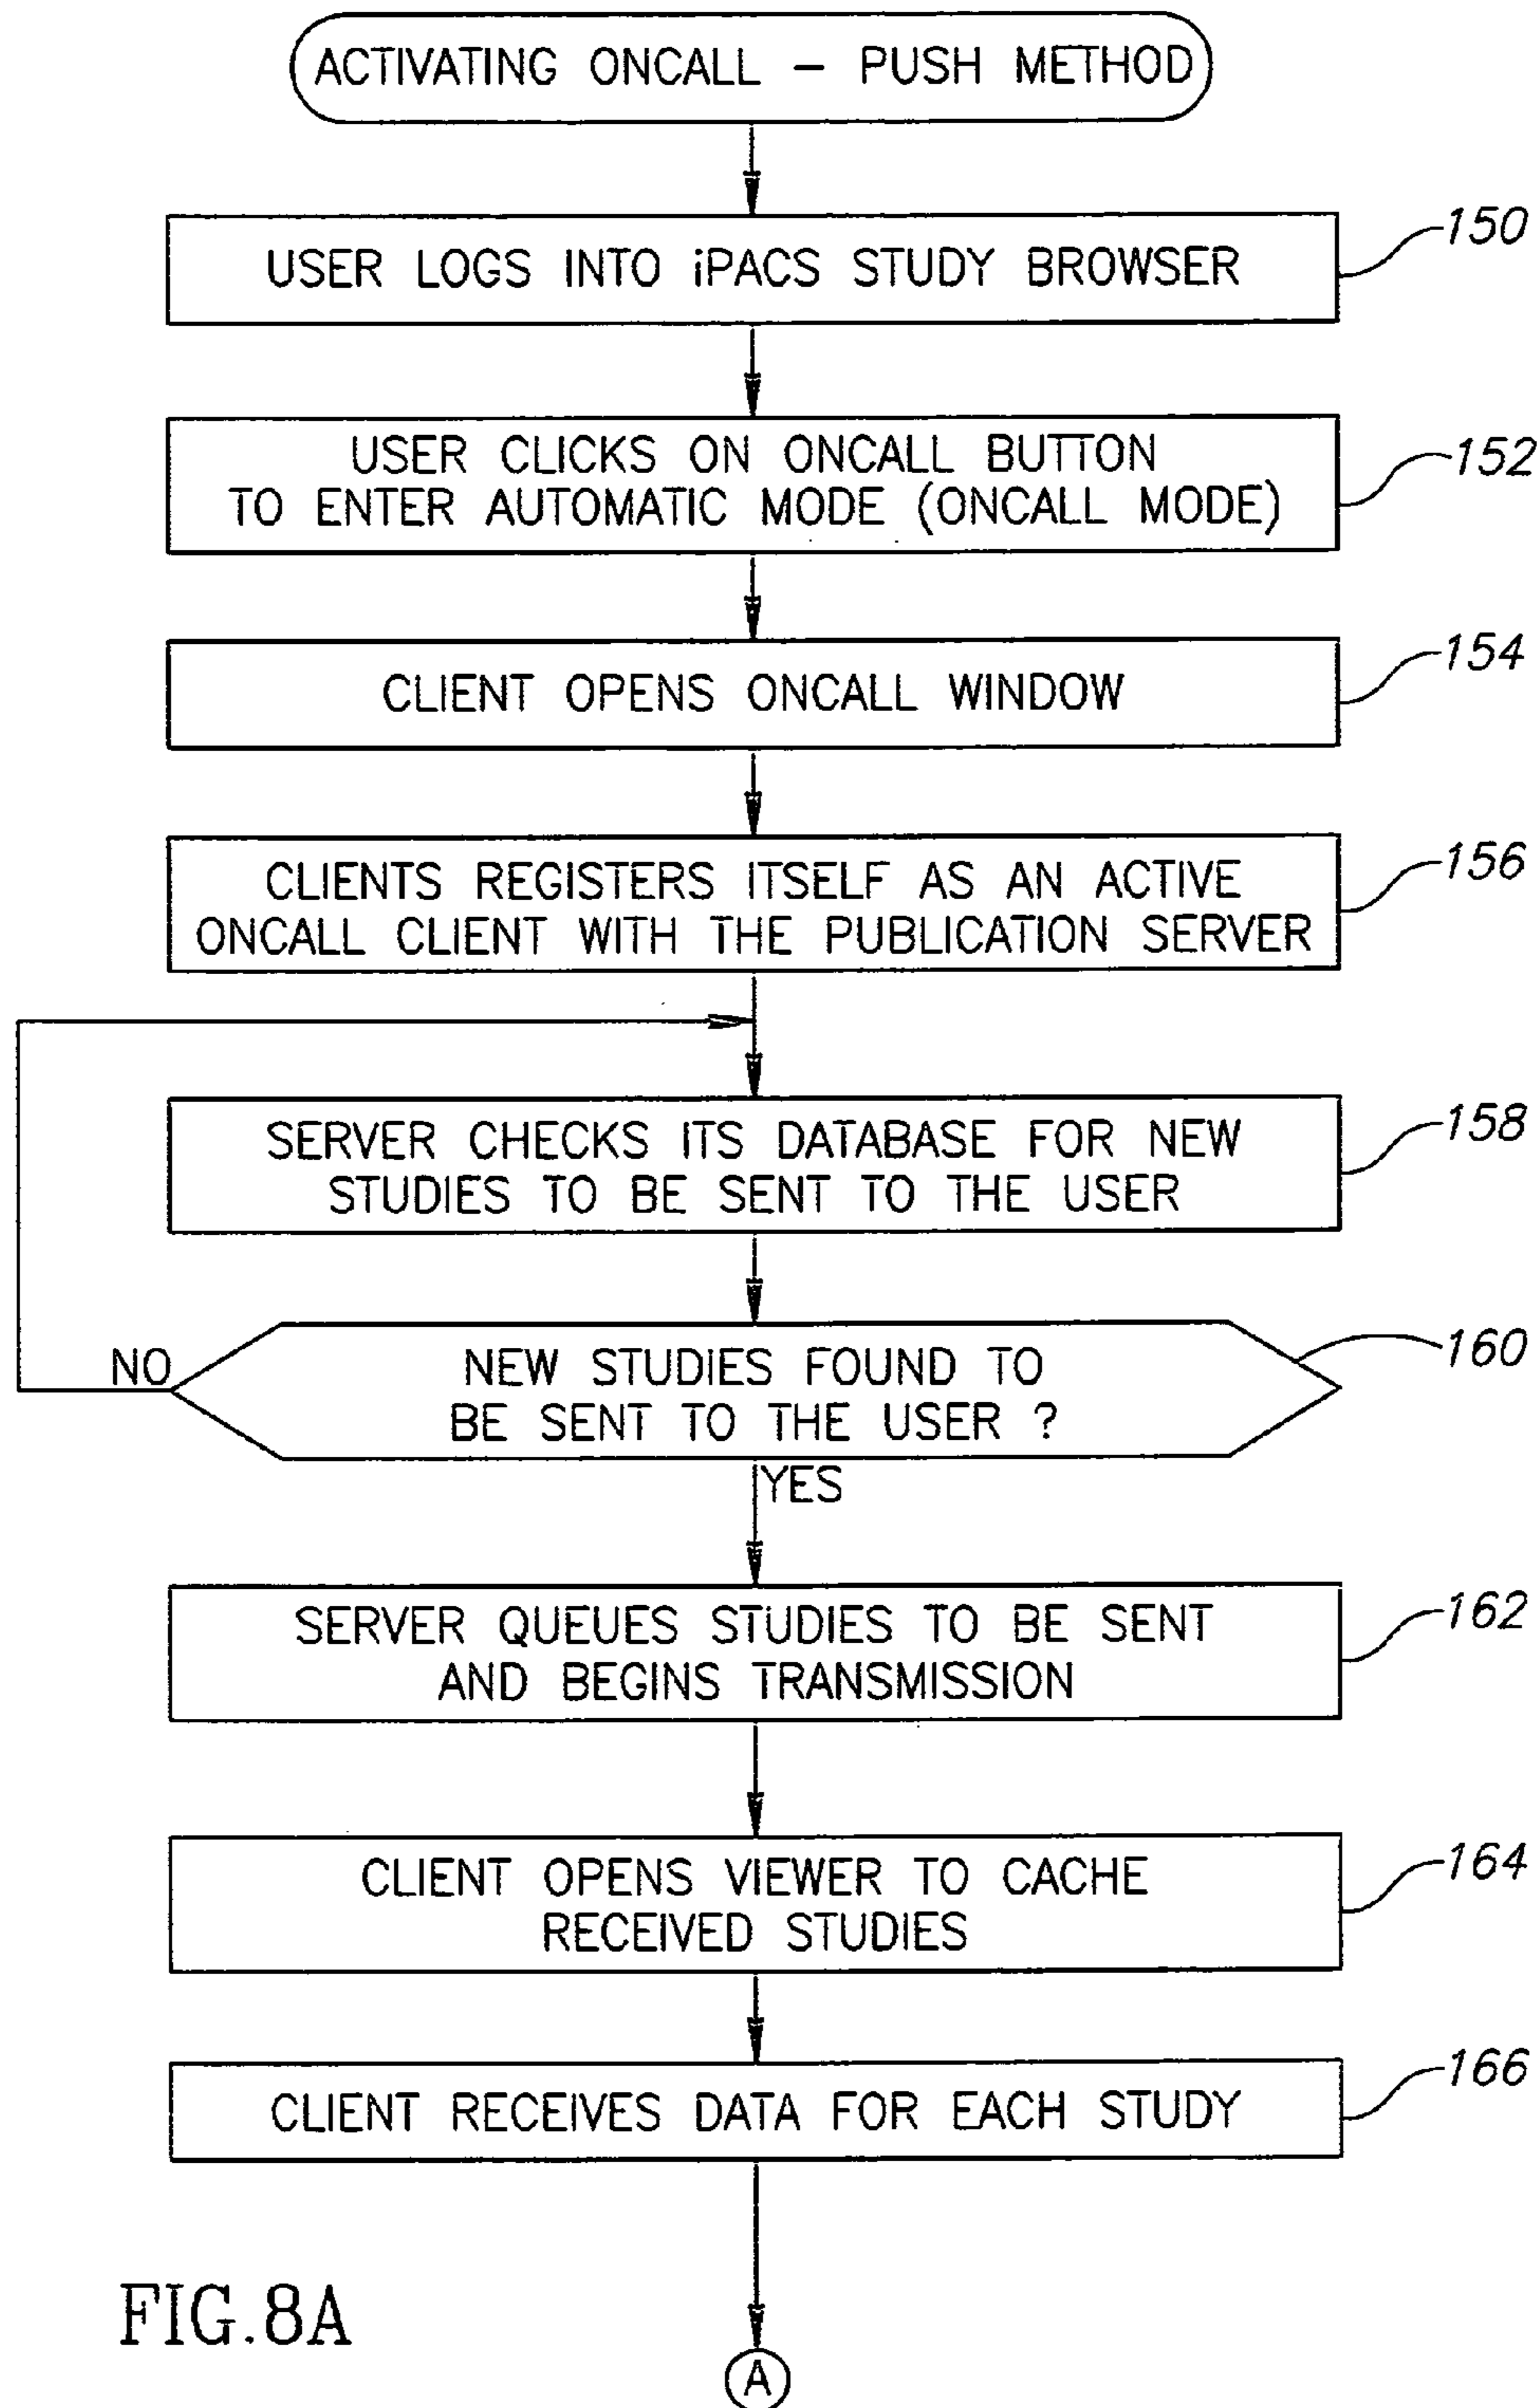 ACTIVATING ONCALL – PUSH METHOD
150
USER LOGS INTO iPACS STUDY BROWSER
152
USER CLICKS ON ONCALL BUTTON
TO ENTER AUTOMATIC MODE (ONCALL MODE)
154
CLIENT OPENS ONCALL WINDOW
156
CLIENTS REGISTERS ITSELF AS AN ACTIVE
ONCALL CLIENT WITH THE PUBLICATION SERVER
158
SERVER CHECKS ITS DATABASE FOR NEW
STUDIES TO BE SENT TO THE USER
160
NO
NEW STUDIES FOUND TO
BE SENT TO THE USER ?
YES
162
SERVER QUEUES STUDIES TO BE SENT
AND BEGINS TRANSMISSION
164
CLIENT OPENS VIEWER TO CACHE
RECEIVED STUDIES
166
CLIENT RECEIVES DATA FOR EACH STUDY
FIG.8A
A